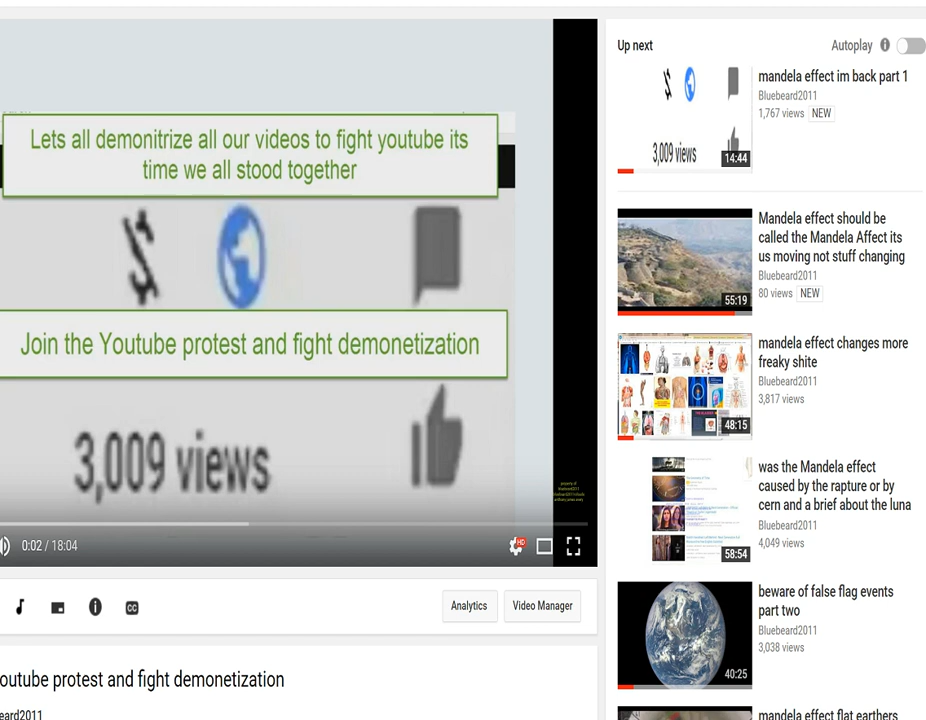 Lets all demonitrize all our videos to fight youtube its
time we all stood together
Join the Youtube protest and fight demonetization
3,009 views
0:02 / 18:04
HD
CC
Analytics
Video Manager
outube protest and fight demonetization
eard2011
Up next
Autoplay
3,009 views
14:44
mandela effect im back part 1
Bluebeard2011
1,767 views NEW
55:19
Mandela effect should be
called the Mandela Affect its
us moving not stuff changing
Bluebeard2011
80 views NEW
48:15
mandela effect changes more
freaky shite
Bluebeard2011
3,817 views
58:54
was the Mandela effect
caused by the rapture or by
cern and a brief about the luna
Bluebeard2011
4,049 views
40:25
beware of false flag events
part two
Bluebeard2011
3,038 views
mandela effect flat earthers